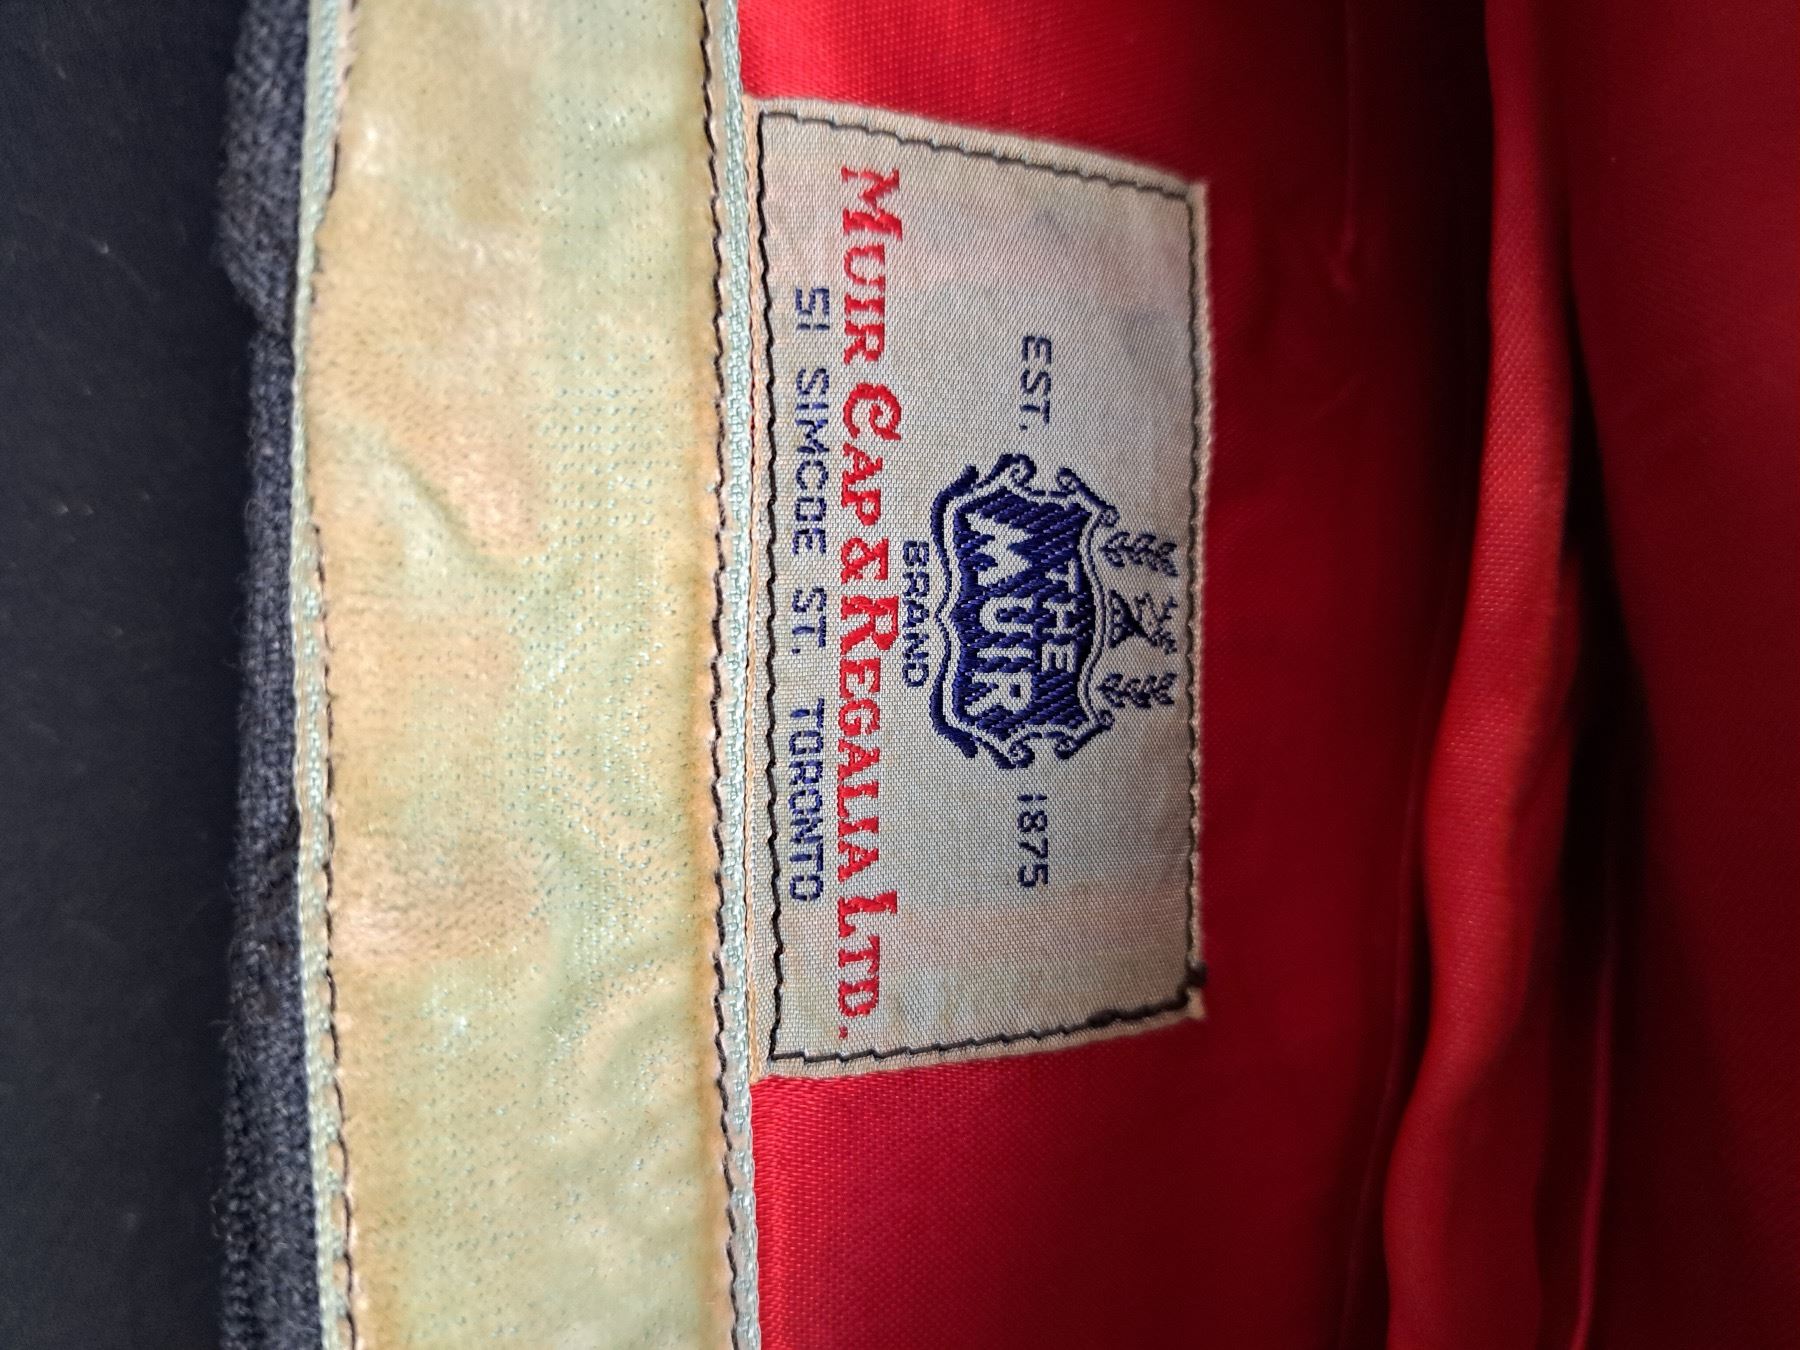 EST. 1875
THE
MUIR
BRAND
MUIR CAP & REGALIA LTD.
51 SIMCOE ST. TORONTO